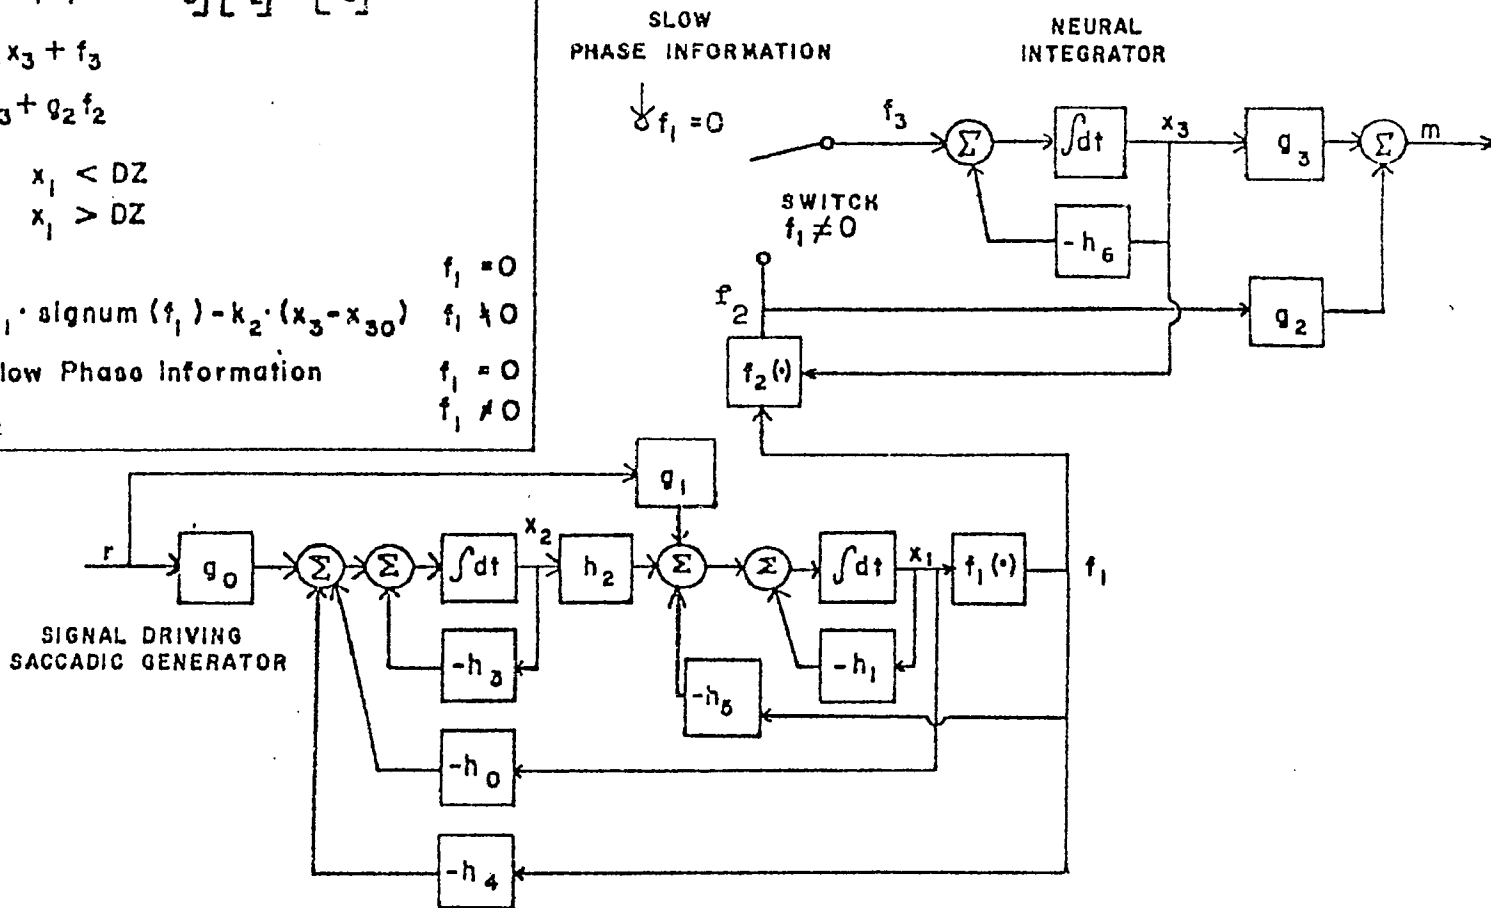 x₃ + f₃
₃ + g₂ f₂
x₁ < DZ
x₁ > DZ
f₁ = 0
₁ · signum (f₁) - k₂ · (x₃ - x₃₀) f₁ ≠ 0
low Phase Information f₁ = 0
f₁ ≠ 0
SLOW
PHASE INFORMATION
f₁ = 0
SWITCH
f₁ ≠ 0
NEURAL
INTEGRATOR
f₃
Σ
∫dt
x₃
g₃
Σ
m
-h₆
f₂
g₂
f₂(·)
g₁
r
g₀
Σ
Σ
∫dt
x₂
h₂
Σ
Σ
∫dt
x₁
f₁(·)
f₁
SIGNAL DRIVING
SACCADIC GENERATOR
-h₃
-h₁
-h₅
-h₀
-h₄